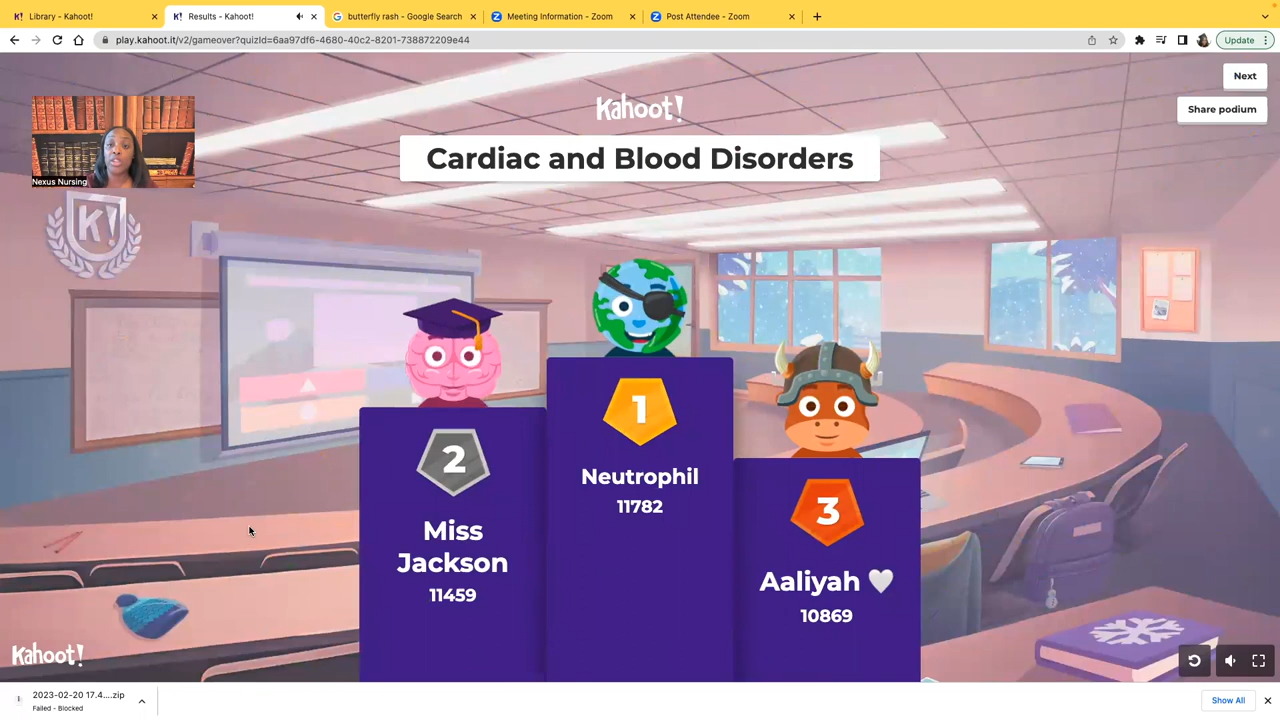 Library - Kahoot!
Results - Kahoot!
butterfly rash - Google Search
Meeting Information - Zoom
Post Attendee - Zoom
play.kahoot.it/v2/gameover?quizId=6aa97df6-4680-40c2-8201-738872209e44
Update
Next
Share podium
Kahoot!
Cardiac and Blood Disorders
Nexus Nursing
K!
1
Neutrophil
11782
2
Miss
Jackson
11459
3
Aaliyah 🤍
10869
Kahoot!
2023-02-20 17.4....zip
Failed - Blocked
Show All